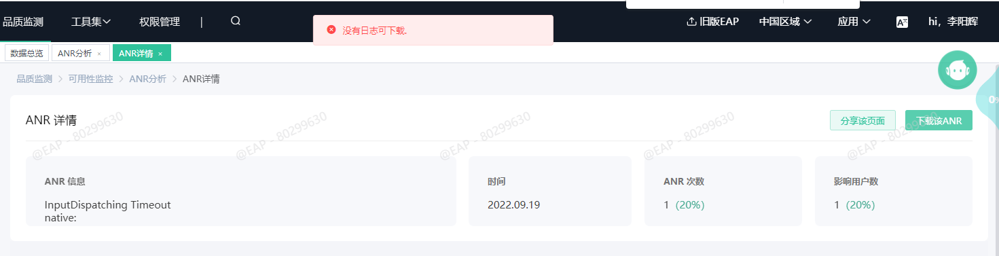 品质监测 工具集 权限管理 | 没有日志可下载. 旧版EAP 中国区域 应用 A hi，李阳辉
数据总览 ANR分析 × ANR详情 ×
品质监测 > 可用性监控 > ANR分析 > ANR详情
0%
ANR 详情 分享该页面 下载该ANR
@EAP - 80299630 @EAP - 80299630 @EAP - 80299630 @EAP - 80299630 @EAP - 80299630
ANR 信息 时间 ANR 次数 影响用户数
InputDispatching Timeout 2022.09.19 1 (20%) 1 (20%)
native: